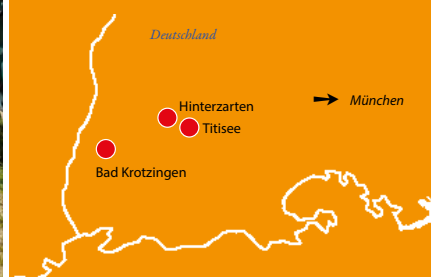 Deutschland
Hinterzarten
München
Titisee
Bad Krotzingen